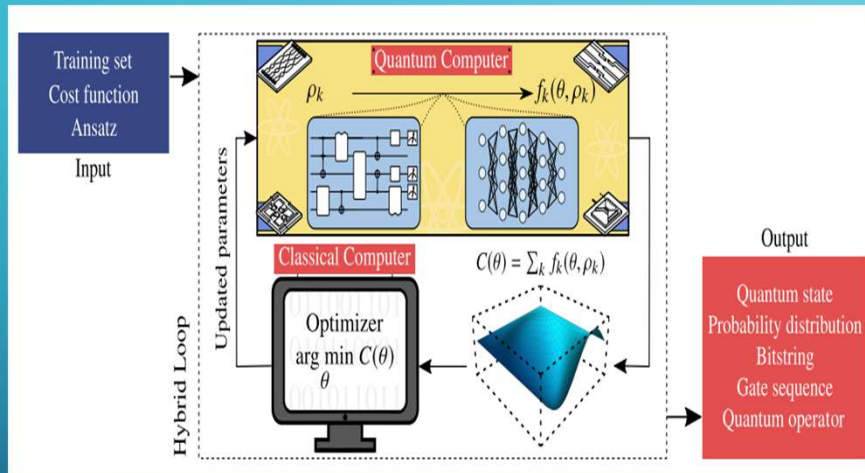 Training set
Cost function
Ansatz
Input
Quantum Computer
ρₖ
fₖ(θ, ρₖ)
Updated parameters
Hybrid Loop
Classical Computer
C(θ) = ∑ₖ fₖ(θ, ρₖ)
Optimizer
arg min C(θ)
θ
Output
Quantum state
Probability distribution
Bitstring
Gate sequence
Quantum operator